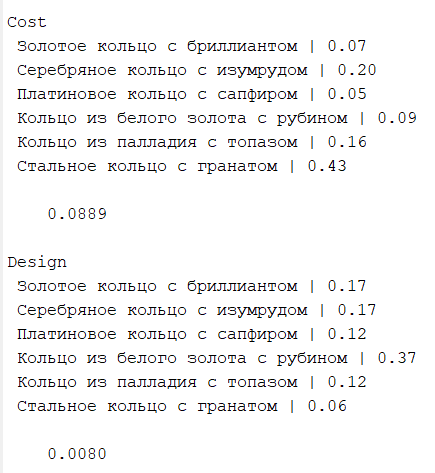 Cost
Золотое кольцо с бриллиантом | 0.07
Серебряное кольцо с изумрудом | 0.20
Платиновое кольцо с сапфиром | 0.05
Кольцо из белого золота с рубином | 0.09
Кольцо из палладия с топазом | 0.16
Стальное кольцо с гранатом | 0.43
0.0889
Design
Золотое кольцо с бриллиантом | 0.17
Серебряное кольцо с изумрудом | 0.17
Платиновое кольцо с сапфиром | 0.12
Кольцо из белого золота с рубином | 0.37
Кольцо из палладия с топазом | 0.12
Стальное кольцо с гранатом | 0.06
0.0080